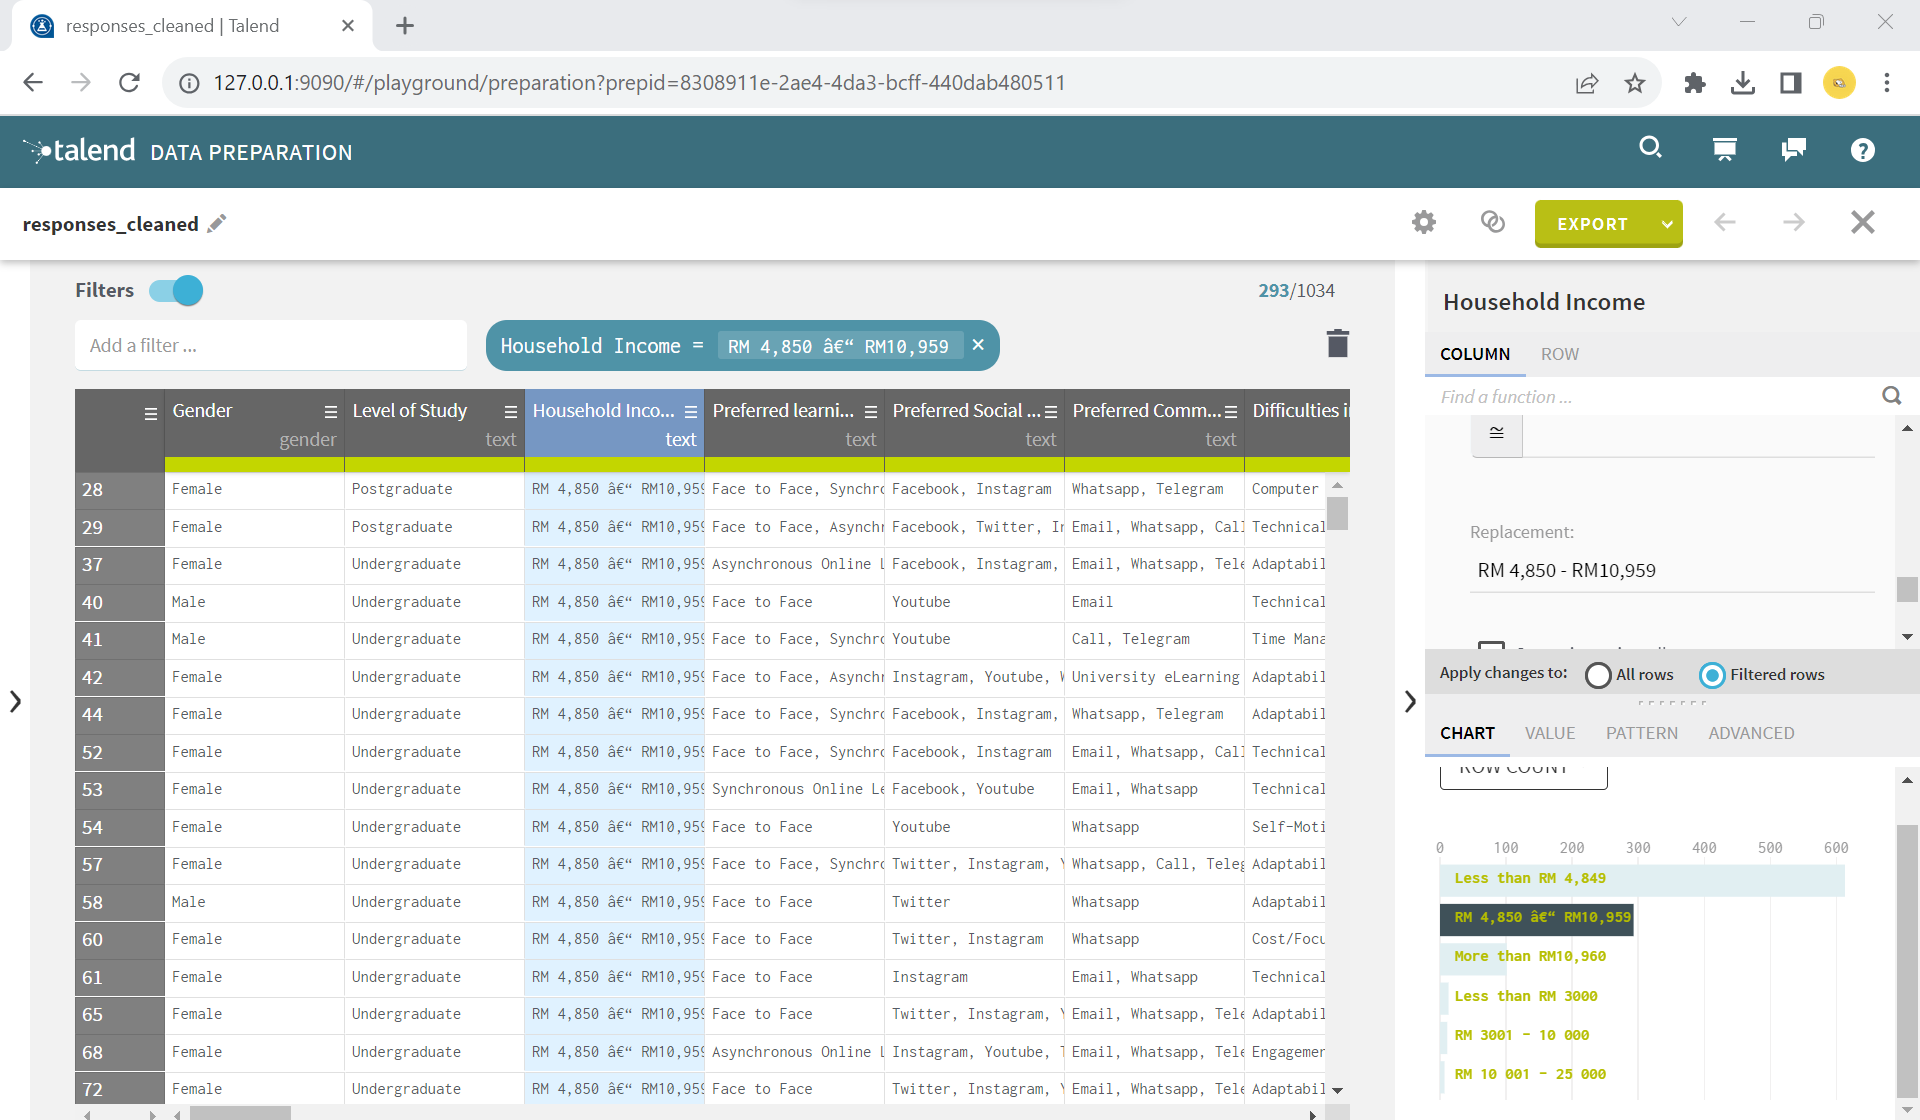 responses_cleaned | Talend
127.0.0.1:9090/#/playground/preparation?prepid=8308911e-2ae4-4da3-bcff-440dab480511
talend DATA PREPARATION
responses_cleaned
EXPORT
Filters
293/1034
Add a filter ...
Household Income = RM 4,850 â€“ RM10,959 ×
Gender Level of Study Household Inco... Preferred learni... Preferred Social ... Preferred Comm... Difficulties i
gender text text text text text
28 Female Postgraduate RM 4,850 â€“ RM10,959 Face to Face, Synchro Facebook, Instagram Whatsapp, Telegram Computer
29 Female Postgraduate RM 4,850 â€“ RM10,959 Face to Face, Asynchr Facebook, Twitter, In Email, Whatsapp, Call Technical
37 Female Undergraduate RM 4,850 â€“ RM10,959 Asynchronous Online L Facebook, Instagram, Email, Whatsapp, Tele Adaptabil
40 Male Undergraduate RM 4,850 â€“ RM10,959 Face to Face Youtube Email Technical
41 Male Undergraduate RM 4,850 â€“ RM10,959 Face to Face, Synchro Youtube Call, Telegram Time Mana
42 Female Undergraduate RM 4,850 â€“ RM10,959 Face to Face, Asynchr Instagram, Youtube, W University eLearning Adaptabil
44 Female Undergraduate RM 4,850 â€“ RM10,959 Face to Face, Synchro Facebook, Instagram, Whatsapp, Telegram Adaptabil
52 Female Undergraduate RM 4,850 â€“ RM10,959 Face to Face, Synchro Facebook, Instagram Email, Whatsapp, Call Technical
53 Female Undergraduate RM 4,850 â€“ RM10,959 Synchronous Online Le Facebook, Youtube Email, Whatsapp Technical
54 Female Undergraduate RM 4,850 â€“ RM10,959 Face to Face Youtube Whatsapp Self-Moti
57 Female Undergraduate RM 4,850 â€“ RM10,959 Face to Face, Synchro Twitter, Instagram, Y Whatsapp, Call, Teleg Adaptabil
58 Male Undergraduate RM 4,850 â€“ RM10,959 Face to Face Twitter Whatsapp Adaptabil
60 Female Undergraduate RM 4,850 â€“ RM10,959 Face to Face Twitter, Instagram Whatsapp Cost/Focu
61 Female Undergraduate RM 4,850 â€“ RM10,959 Face to Face Instagram Email, Whatsapp Technical
65 Female Undergraduate RM 4,850 â€“ RM10,959 Face to Face Twitter, Instagram, Y Email, Whatsapp, Tele Adaptabil
68 Female Undergraduate RM 4,850 â€“ RM10,959 Asynchronous Online L Instagram, Youtube, T Email, Whatsapp, Tele Engagemen
72 Female Undergraduate RM 4,850 â€“ RM10,959 Face to Face Twitter, Instagram, Y Email, Whatsapp, Tele Adaptabil
Household Income
COLUMN ROW
Find a function ...
≅
Replacement:
RM 4,850 - RM10,959
Apply changes to: All rows Filtered rows
CHART VALUE PATTERN ADVANCED
ROW COUNT
0 100 200 300 400 500 600
Less than RM 4,849
RM 4,850 â€“ RM10,959
More than RM10,960
Less than RM 3000
RM 3001 - 10 000
RM 10 001 - 25 000